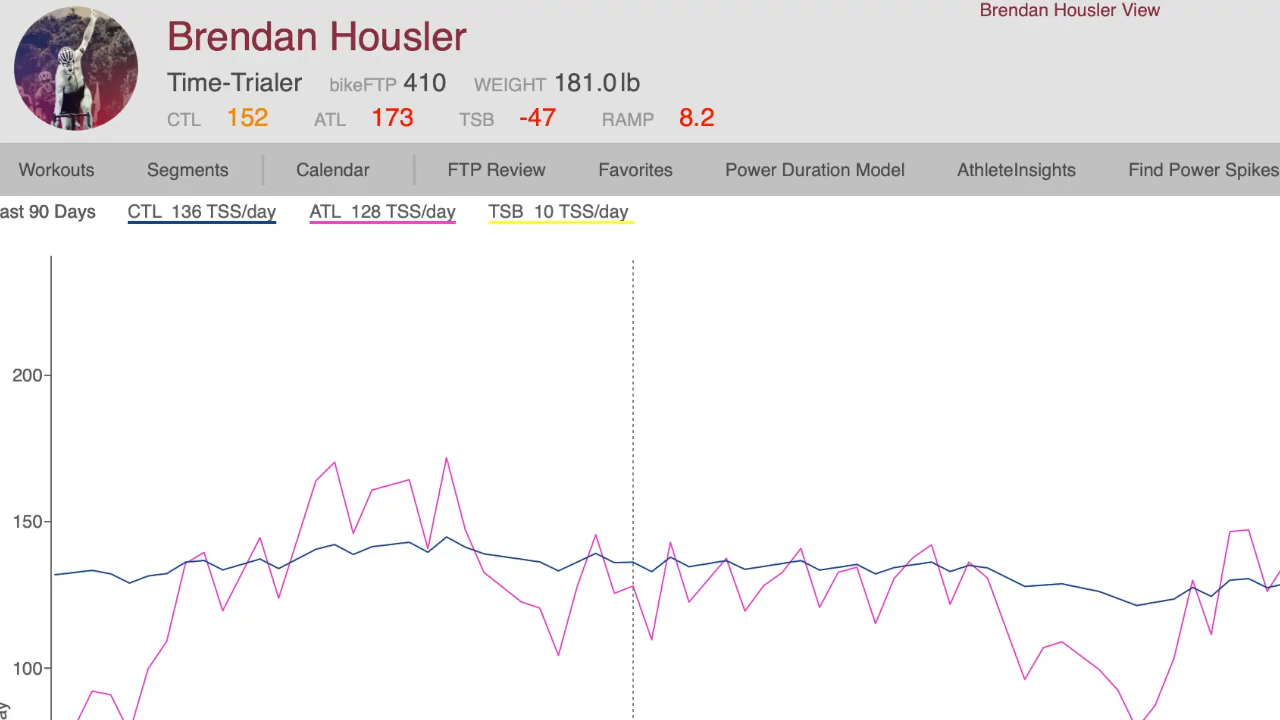 Brendan Housler View
Brendan Housler
Time-Trialer bikeFTP 410 WEIGHT 181.0 lb
CTL 152 ATL 173 TSB -47 RAMP 8.2
Workouts Segments Calendar FTP Review Favorites Power Duration Model AthleteInsights Find Power Spikes
ast 90 Days CTL 136 TSS/day ATL 128 TSS/day TSB 10 TSS/day
200
150
100
ay